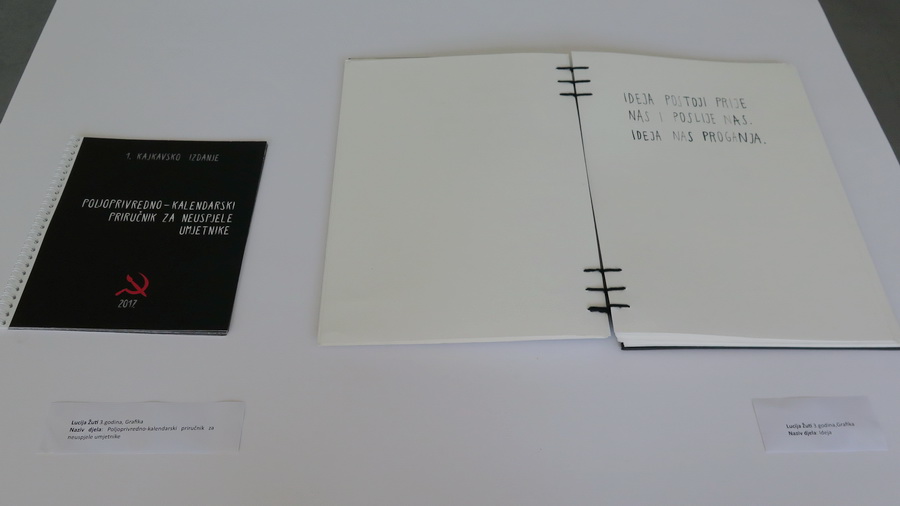 1. KAJKAVSKO IZDANJE
POLJOPRIVREDNO-KALENDARSKI
PRIRUČNIK ZA NEUSPJELE
UMJETNIKE
2017
IDEJA POSTOJI PRIJE
NAS I POSLIJE NAS.
IDEJA NAS PROGANJA.
Lucija Žuti 3.godina, Grafika
Naziv djela: Poljoprivredno-kalendarski priručnik za
neuspjele umjetnike
Lucija Žuti 3.godina,Grafika
Naziv djela: Ideja